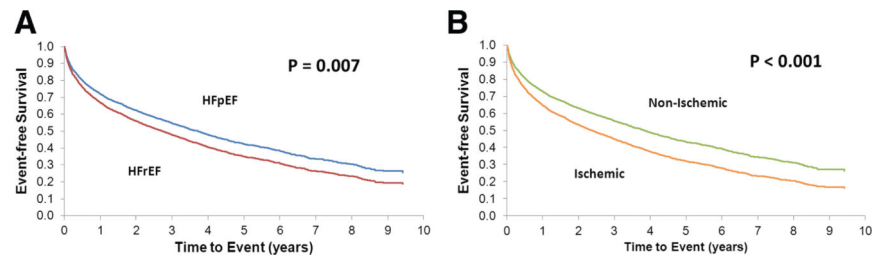 A
P = 0.007
Event-free Survival
1.0
0.9
0.8
0.7
0.6
0.5
0.4
0.3
0.2
0.1
0.0
HFpEF
HFrEF
0 1 2 3 4 5 6 7 8 9 10
Time to Event (years)
B
P < 0.001
Event-free Survival
1.0
0.9
0.8
0.7
0.6
0.5
0.4
0.3
0.2
0.1
0.0
Non-Ischemic
Ischemic
0 1 2 3 4 5 6 7 8 9 10
Time to Event (years)